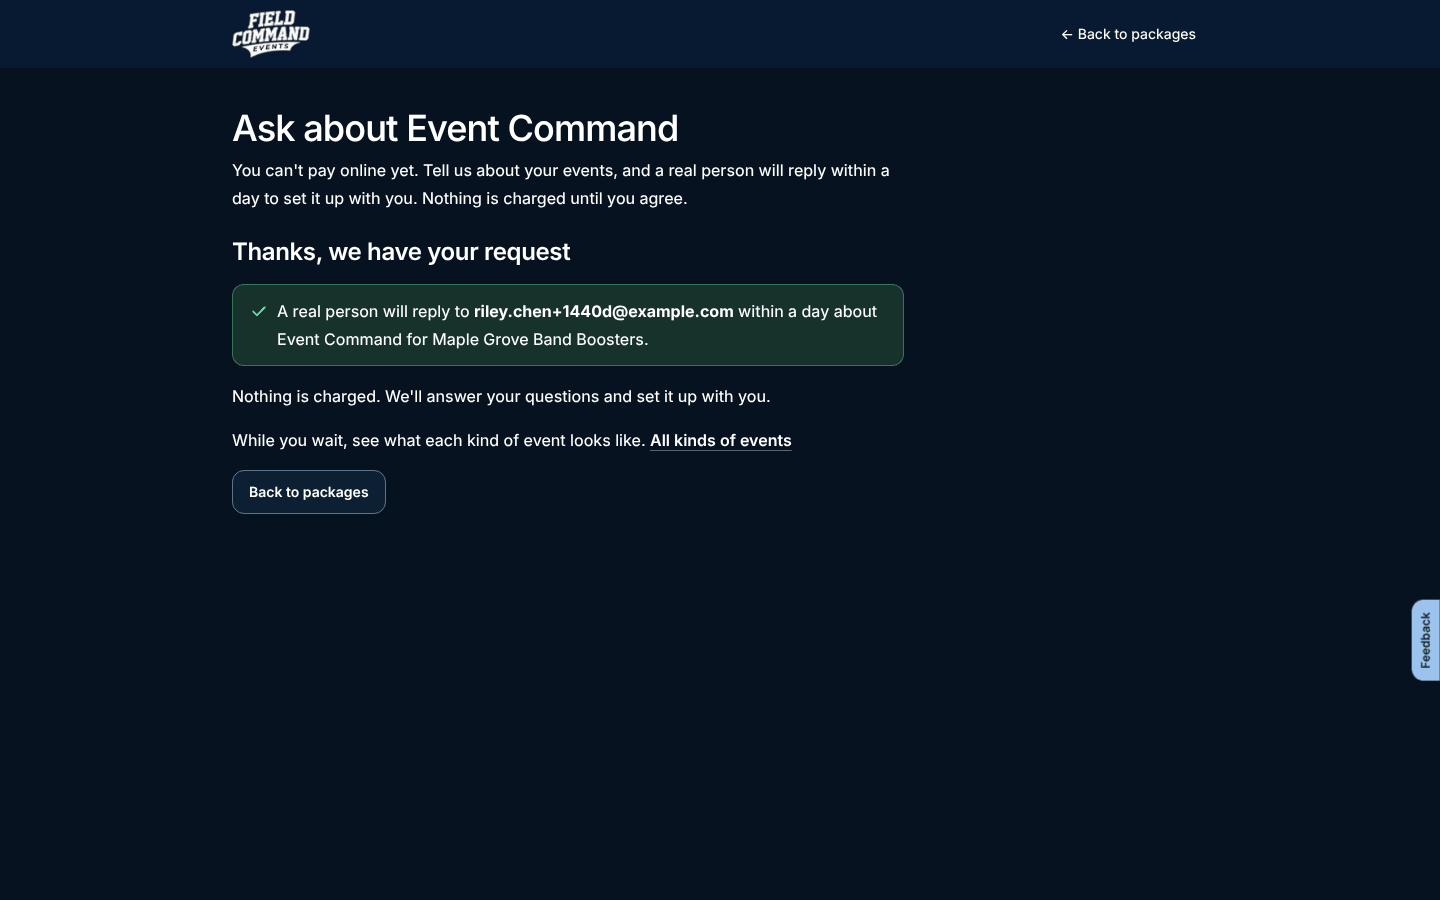 FIELD
COMMAND
EVENTS
← Back to packages
Ask about Event Command
You can't pay online yet. Tell us about your events, and a real person will reply within a
day to set it up with you. Nothing is charged until you agree.
Thanks, we have your request
A real person will reply to riley.chen+1440d@example.com within a day about
Event Command for Maple Grove Band Boosters.
Nothing is charged. We'll answer your questions and set it up with you.
While you wait, see what each kind of event looks like. All kinds of events
Back to packages
Feedback